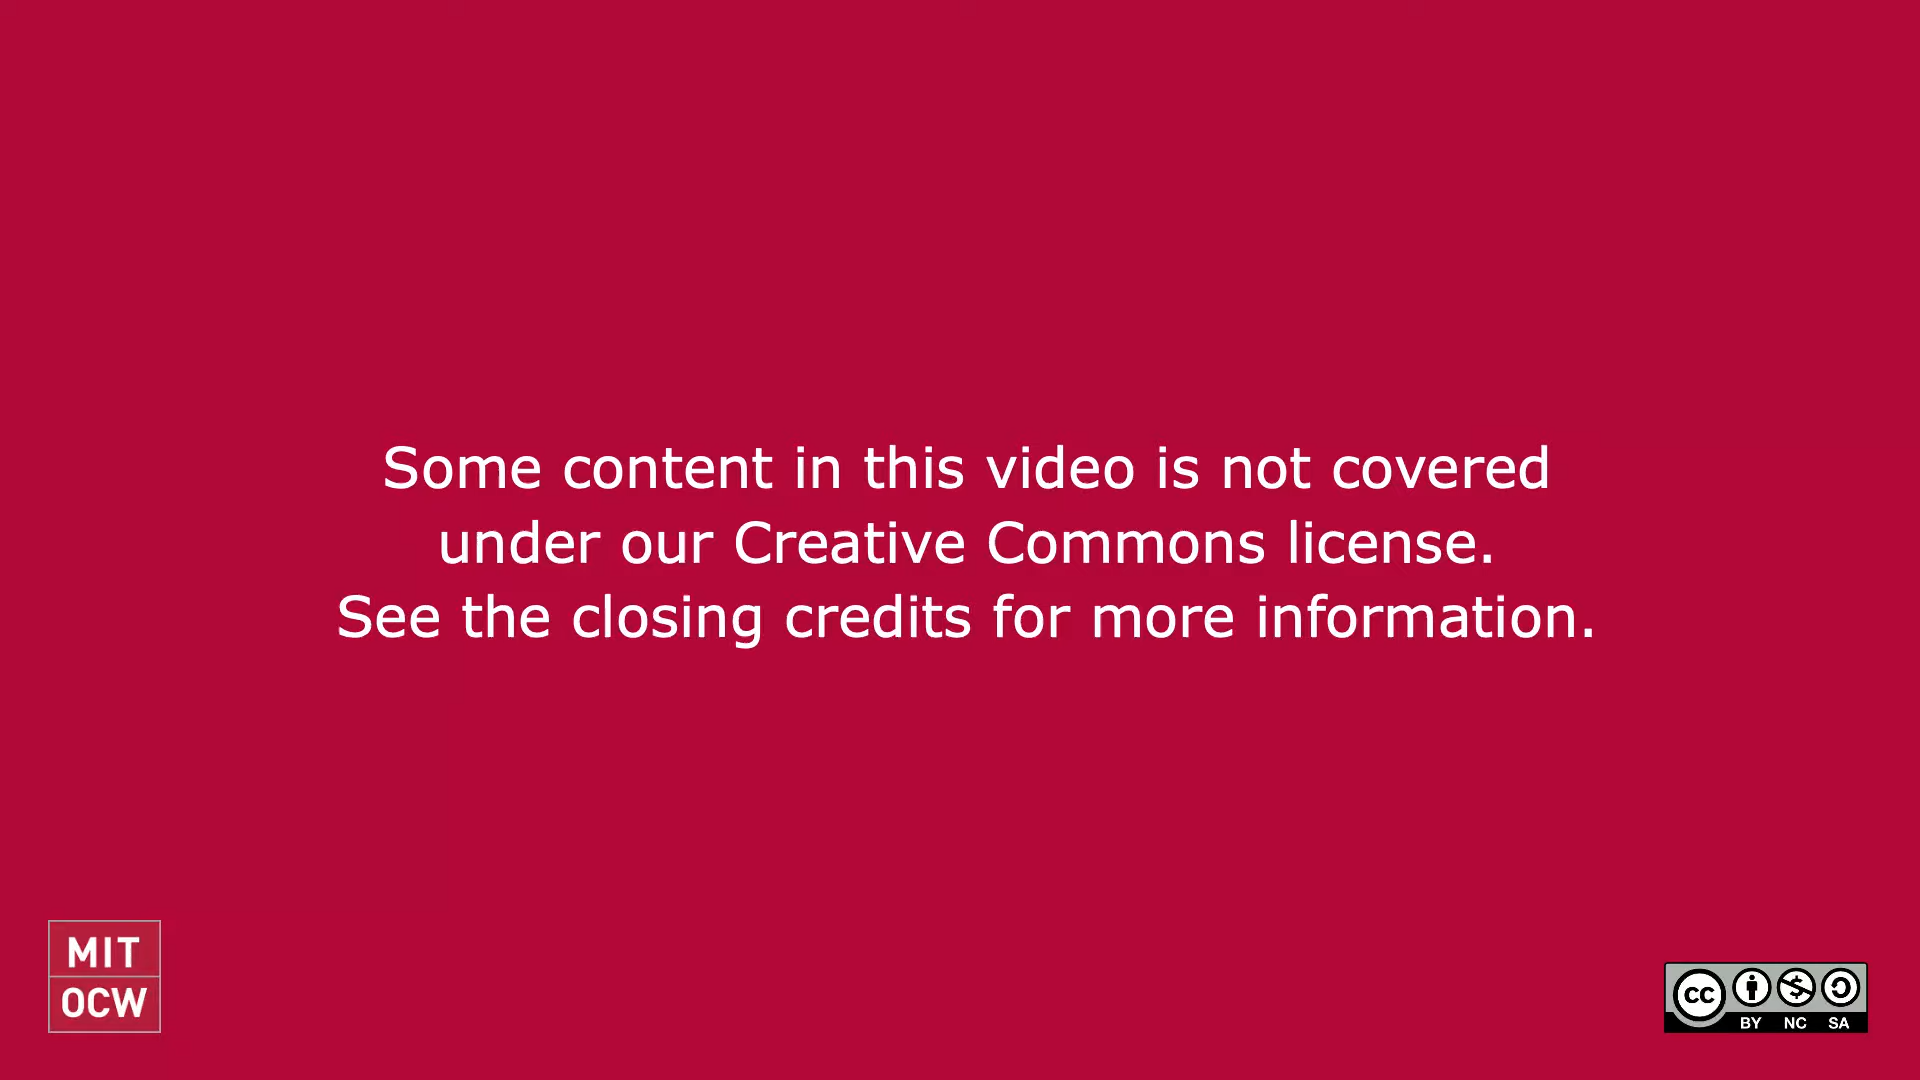 Some content in this video is not covered
under our Creative Commons license.
See the closing credits for more information.
MIT
OCW
cc
BY NC SA